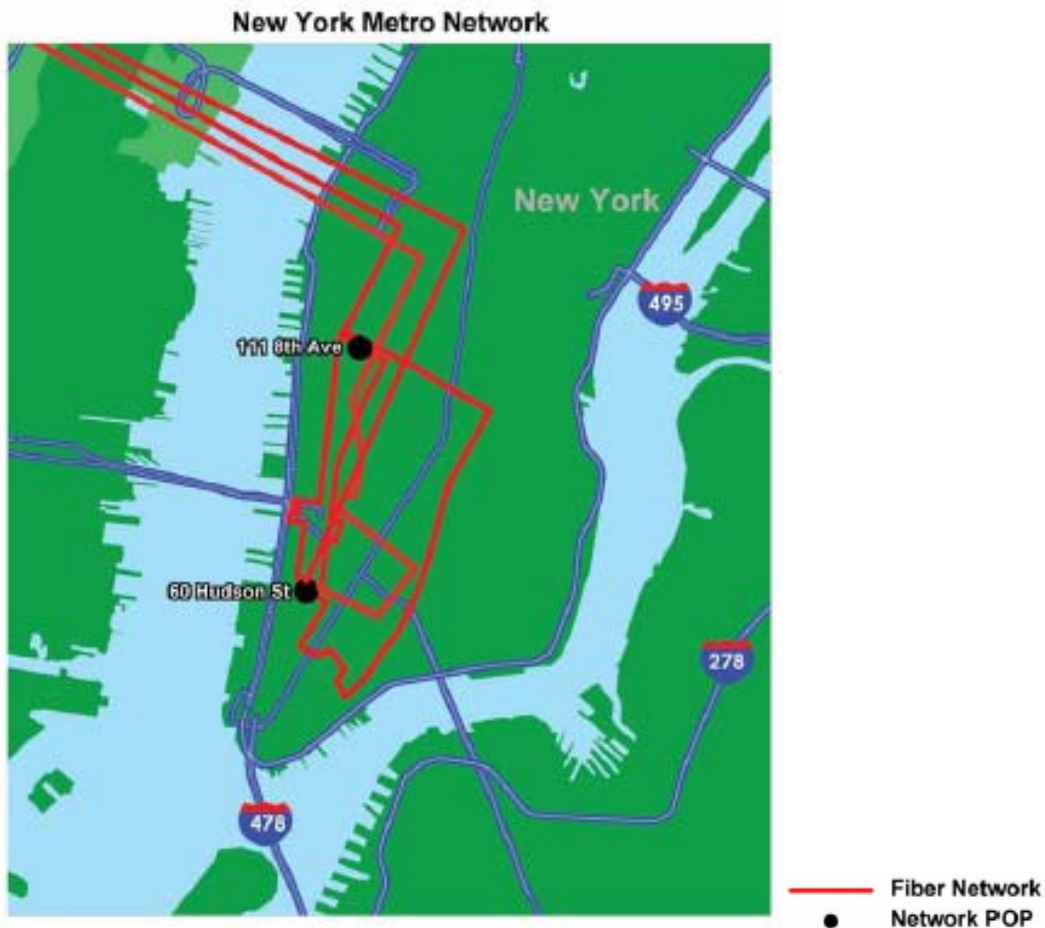 New York Metro Network
New York
495
111 8th Ave
60 Hudson St
278
478
Fiber Network
Network POP